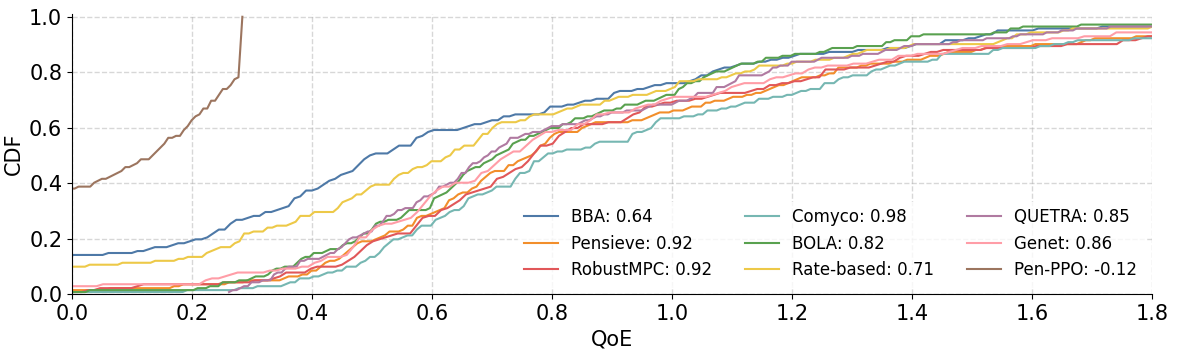 1.0
0.8
0.6
0.4
0.2
0.0
CDF
BBA: 0.64 Comyco: 0.98 QUETRA: 0.85
Pensieve: 0.92 BOLA: 0.82 Genet: 0.86
RobustMPC: 0.92 Rate-based: 0.71 Pen-PPO: -0.12
0.0 0.2 0.4 0.6 0.8 1.0 1.2 1.4 1.6 1.8
QoE